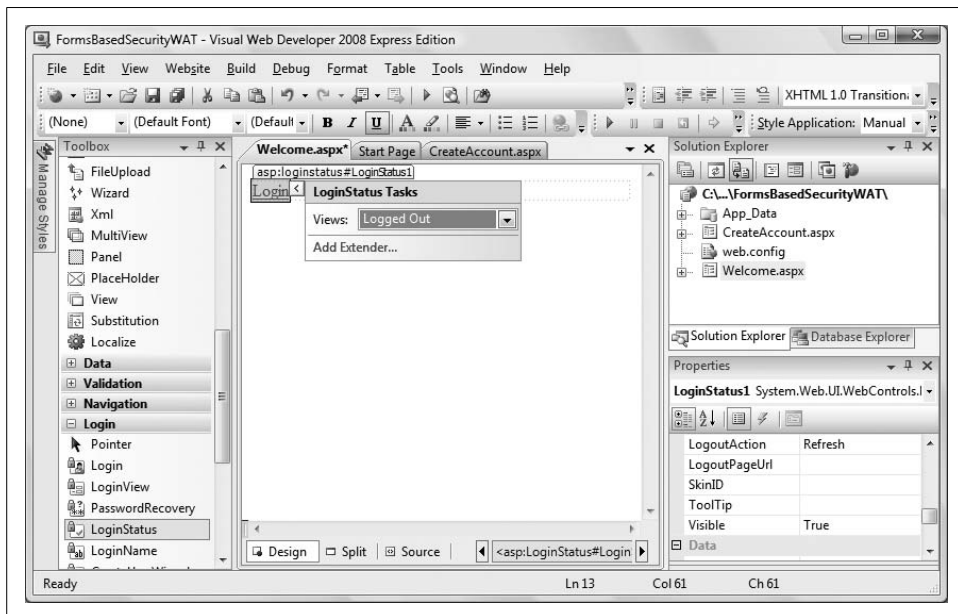 FormsBasedSecurityWAT - Visual Web Developer 2008 Express Edition
File Edit View Website Build Debug Format Table Tools Window Help
XHTML 1.0 Transition
(None) (Default Font) (Default B I U A Style Application: Manual
Manage Styles
Toolbox
FileUpload
Wizard
Xml
MultiView
Panel
PlaceHolder
View
Substitution
Localize
Data
Validation
Navigation
Login
Pointer
Login
LoginView
PasswordRecovery
LoginStatus
LoginName
Welcome.aspx* Start Page CreateAccount.aspx
asp:loginstatus#LoginStatus1
Login
LoginStatus Tasks
Views: Logged Out
Add Extender...
Design Split Source <asp:LoginStatus#Login
Solution Explorer
C:\...\FormsBasedSecurityWAT\
App_Data
CreateAccount.aspx
web.config
Welcome.aspx
Solution Explorer Database Explorer
Properties
LoginStatus1 System.Web.UI.WebControls.
LogoutAction Refresh
LogoutPageUrl
SkinID
ToolTip
Visible True
Data
Ready Ln 13 Col 61 Ch 61